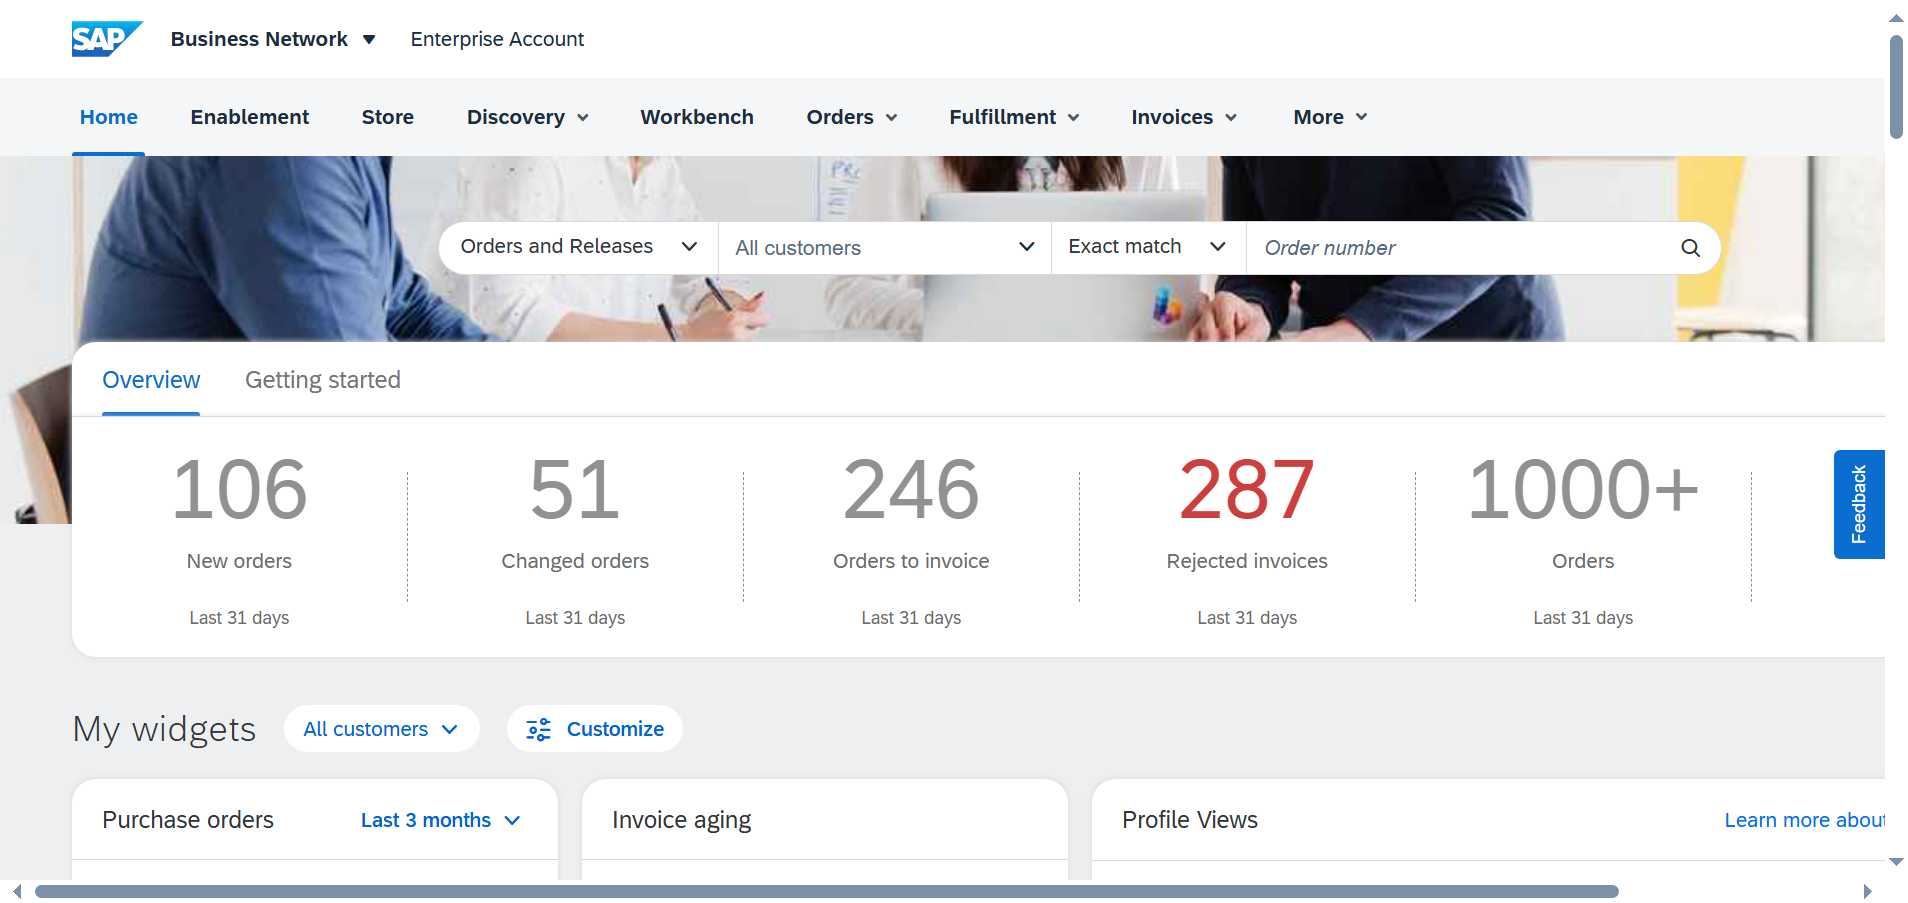 SAP Business Network Enterprise Account
Home Enablement Store Discovery Workbench Orders Fulfillment Invoices More
Orders and Releases All customers Exact match Order number
Overview Getting started
106 51 246 287 1000+
New orders Changed orders Orders to invoice Rejected invoices Orders
Last 31 days Last 31 days Last 31 days Last 31 days Last 31 days
Feedback
My widgets All customers Customize
Purchase orders Last 3 months Invoice aging Profile Views Learn more about